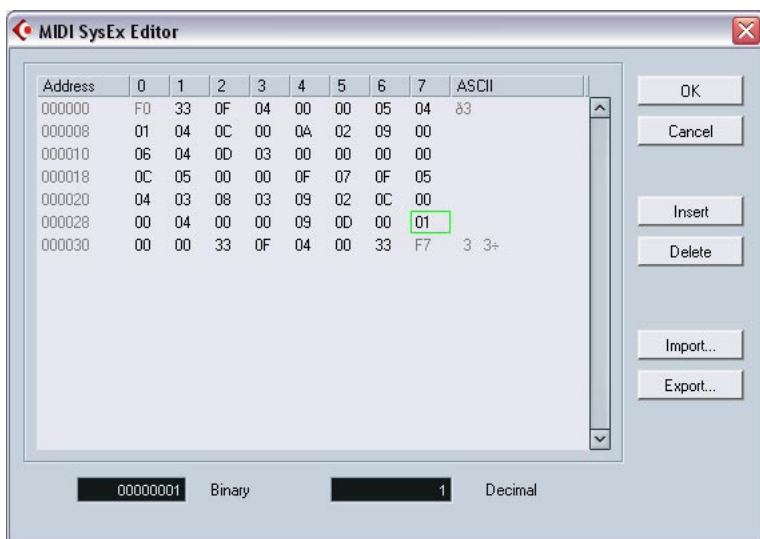 MIDI SysEx Editor
Address 0 1 2 3 4 5 6 7 ASCII
000000 F0 33 0F 04 00 00 05 04 ð3
000008 01 04 0C 00 0A 02 09 00
000010 06 04 0D 03 00 00 00 00
000018 0C 05 00 00 0F 07 0F 05
000020 04 03 08 03 09 02 0C 00
000028 00 04 00 00 09 0D 00 01
000030 00 00 33 0F 04 00 33 F7 3 3÷
OK
Cancel
Insert
Delete
Import...
Export...
00000001 Binary 1 Decimal